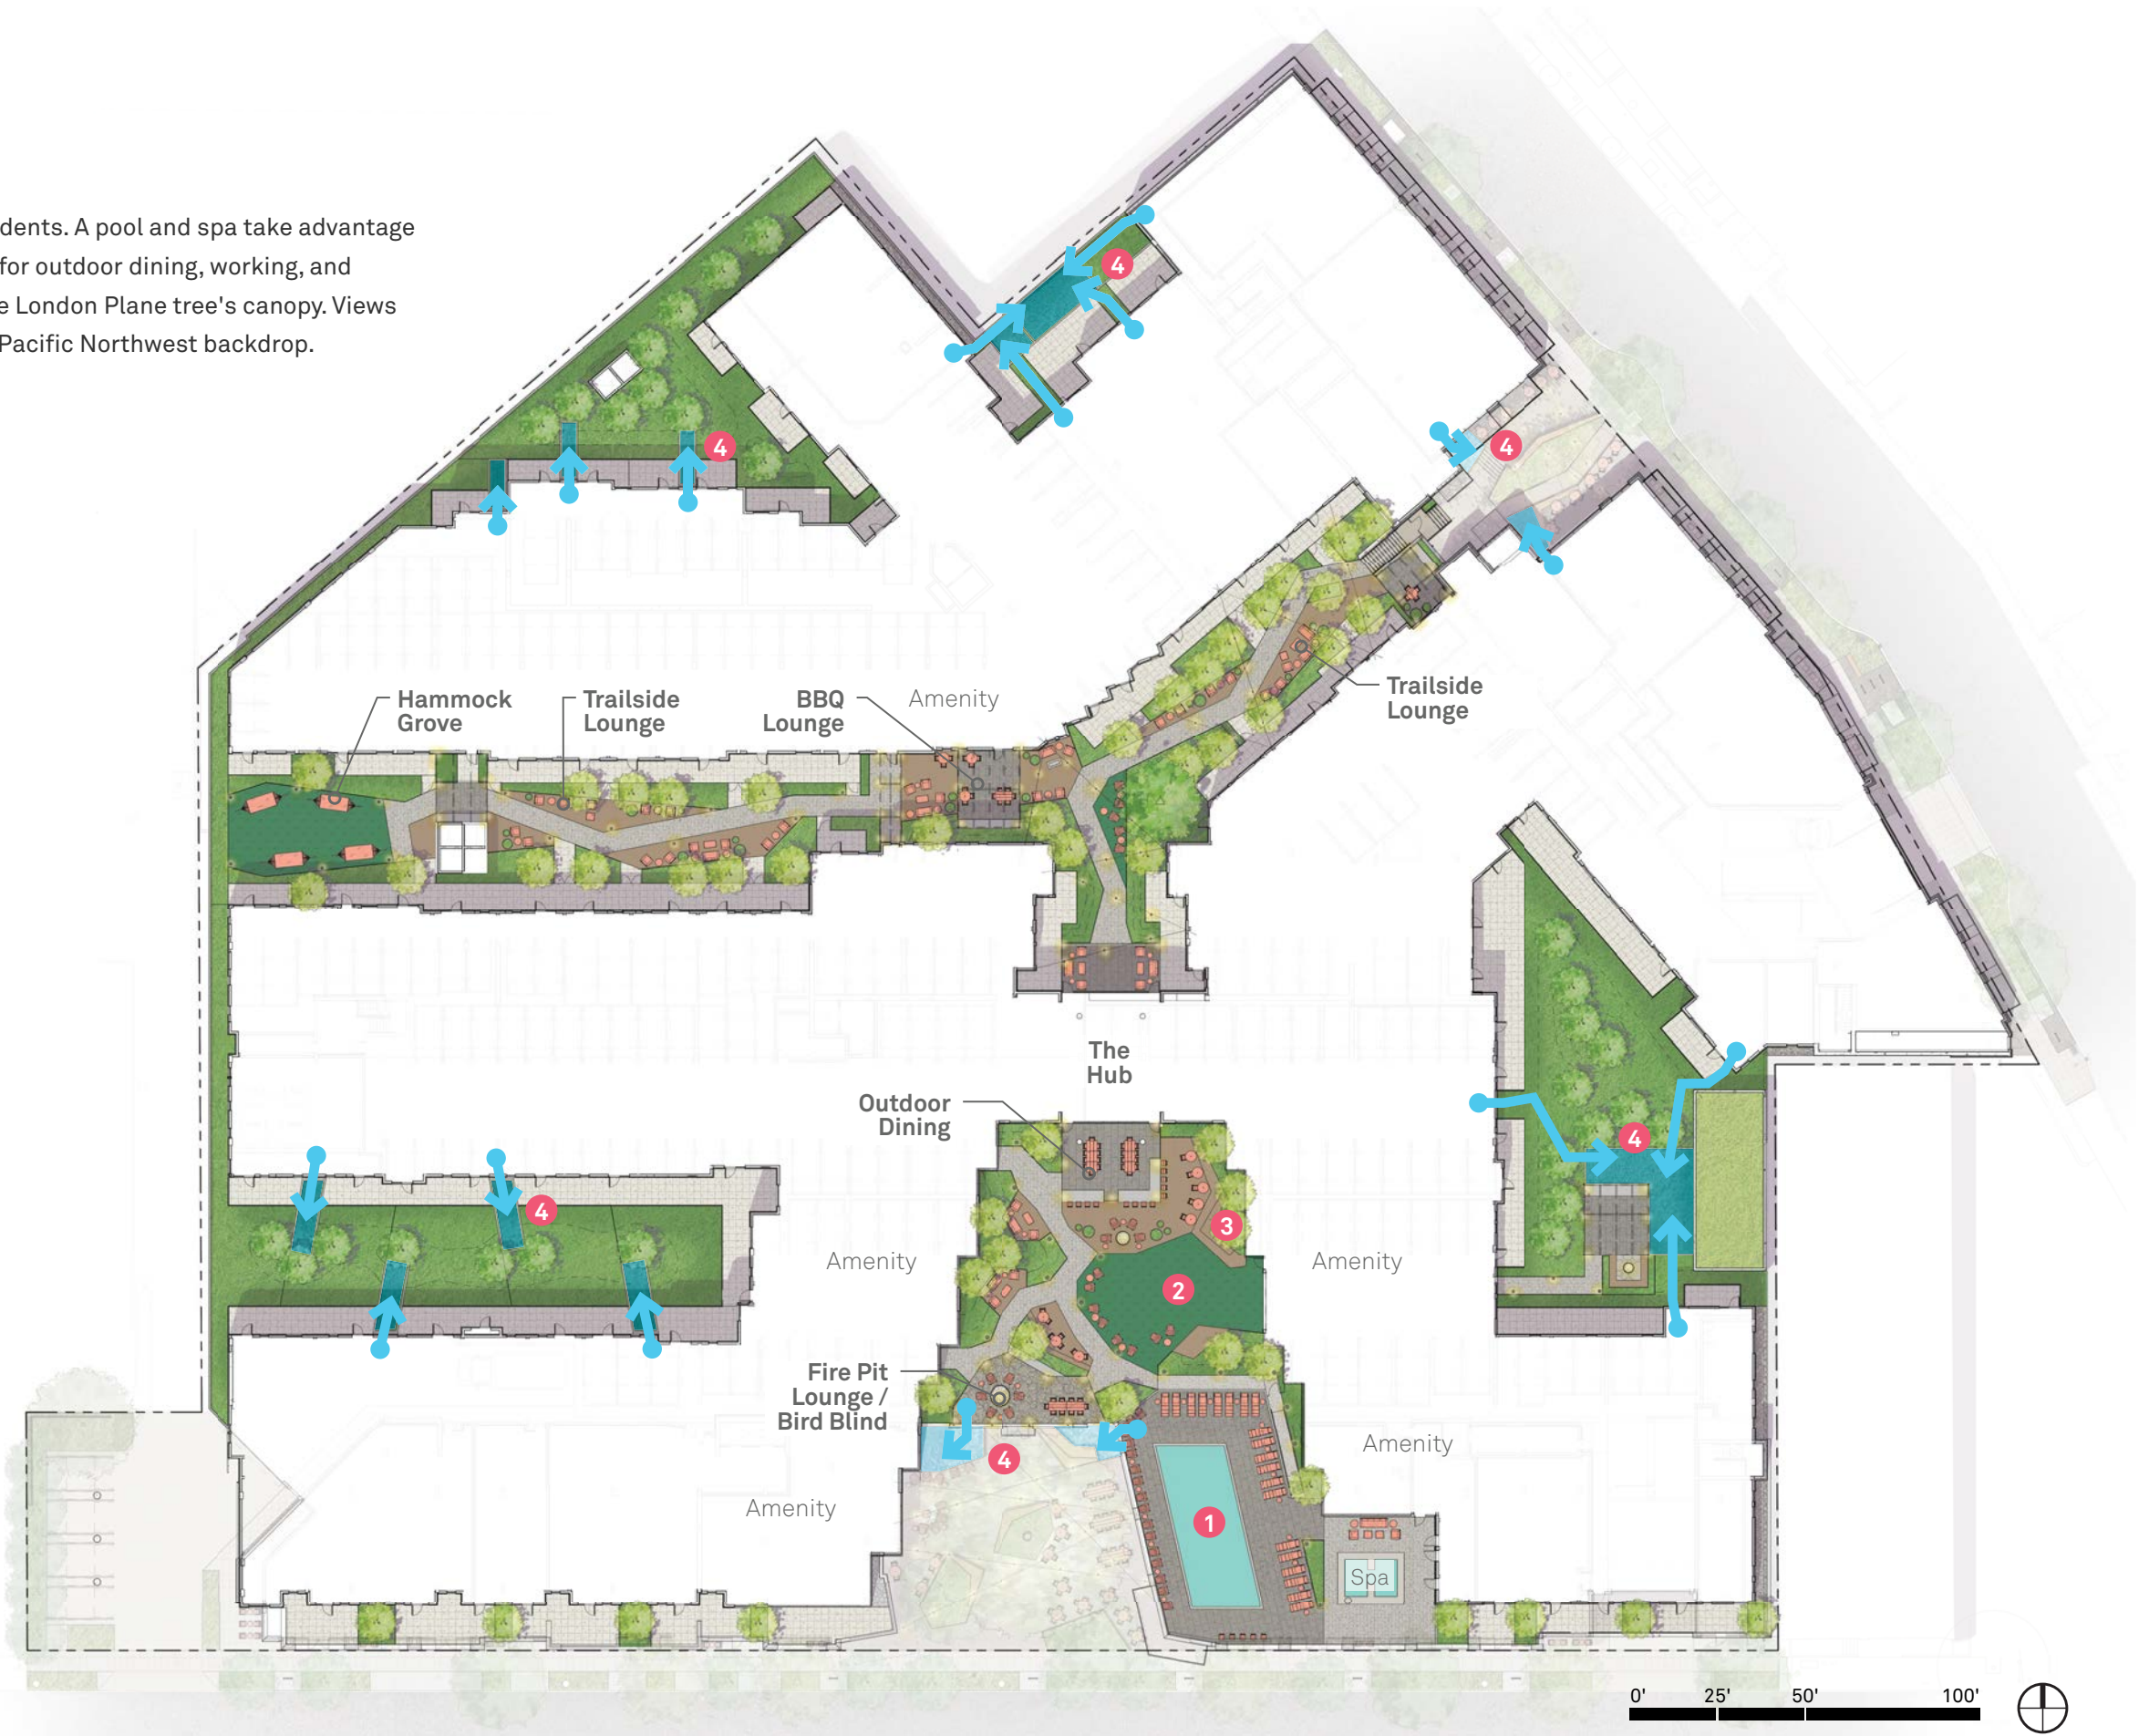 dents. A pool and spa take advantage
for outdoor dining, working, and
e London Plane tree's canopy. Views
Pacific Northwest backdrop.
4
4
4
Hammock
Grove
Trailside
Lounge
BBQ
Lounge
Amenity
Trailside
Lounge
The
Hub
Outdoor
Dining
4
4
3
Amenity
Amenity
2
Fire Pit
Lounge /
Bird Blind
4
Amenity
Amenity
1
Spa
0' 25' 50' 100'